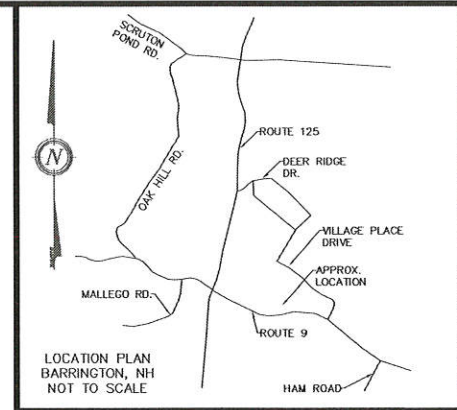 SCRUTON
POND RD.
ROUTE 125
DEER RIDGE
DR.
OAK HILL RD.
N
VILLAGE PLACE
DRIVE
APPROX.
LOCATION
MALLEGO RD.
ROUTE 9
LOCATION PLAN
BARRINGTON, NH
NOT TO SCALE
HAM ROAD